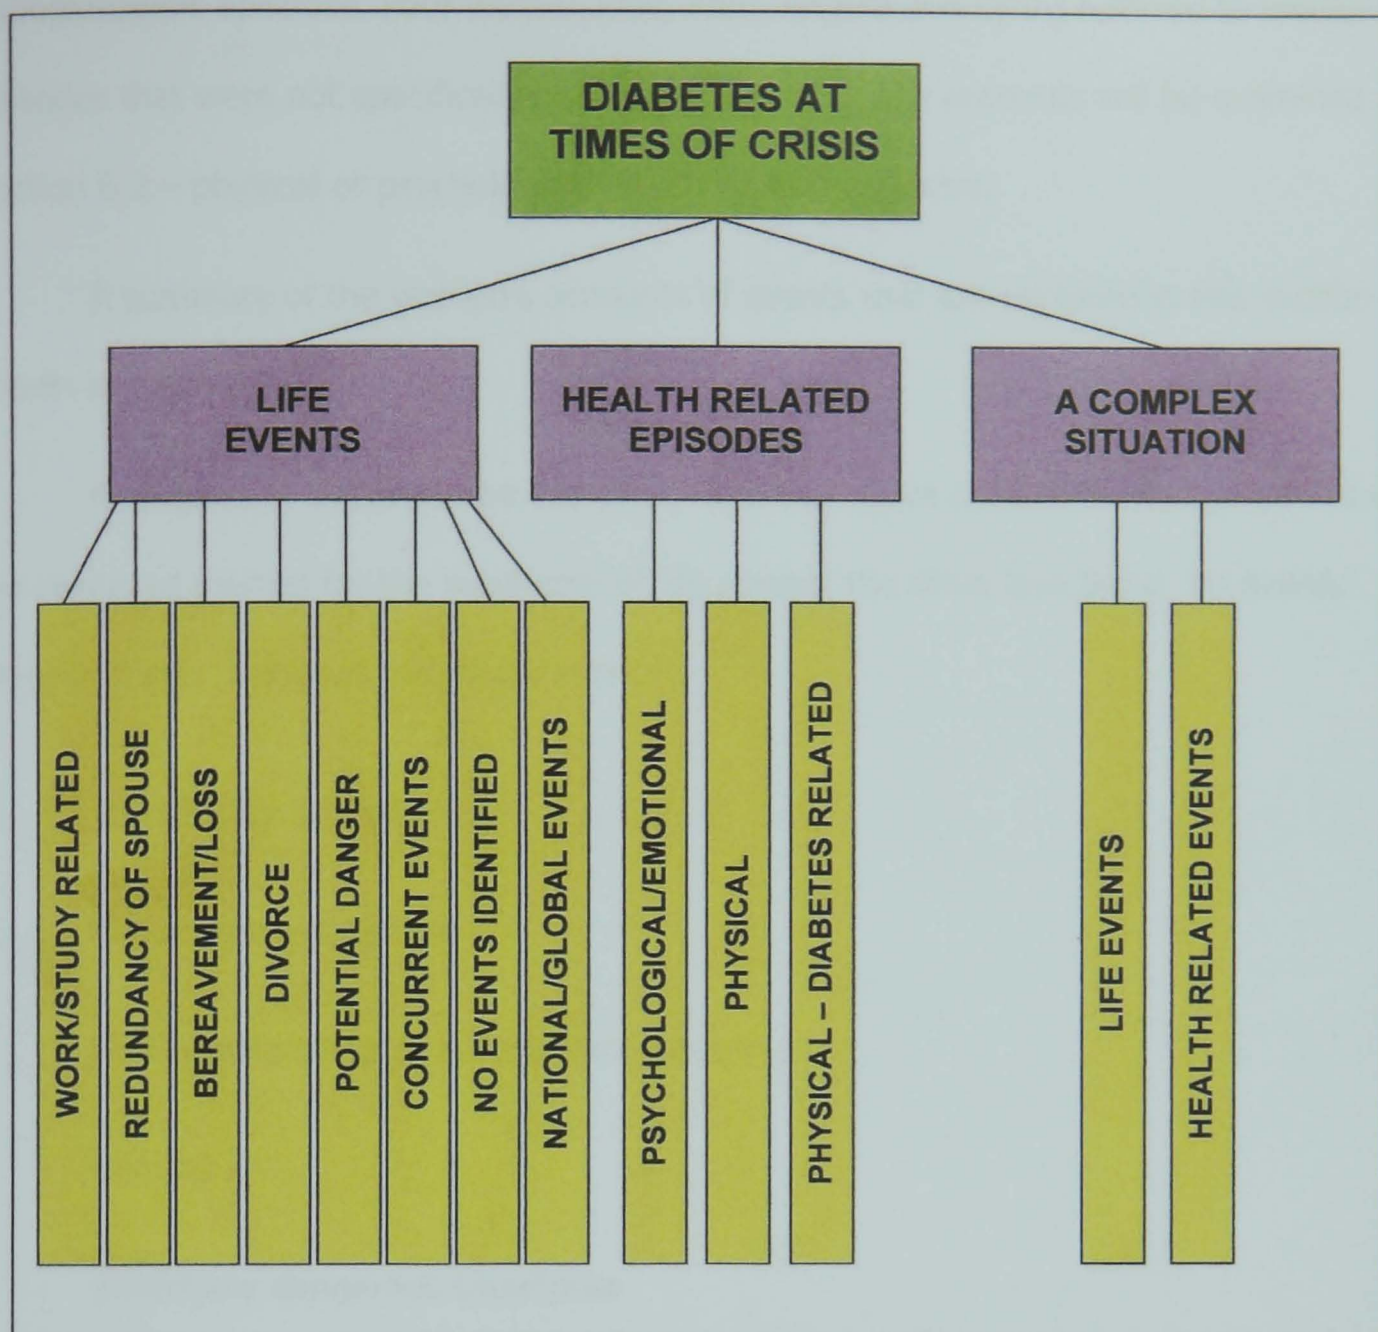 DIABETES AT
TIMES OF CRISIS
LIFE
EVENTS
HEALTH RELATED
EPISODES
A COMPLEX
SITUATION
WORK/STUDY RELATED
REDUNDANCY OF SPOUSE
BEREAVEMENT/LOSS
DIVORCE
POTENTIAL DANGER
CONCURRENT EVENTS
NO EVENTS IDENTIFIED
NATIONAL/GLOBAL EVENTS
PSYCHOLOGICAL/EMOTIONAL
PHYSICAL
PHYSICAL – DIABETES RELATED
LIFE EVENTS
HEALTH RELATED EVENTS